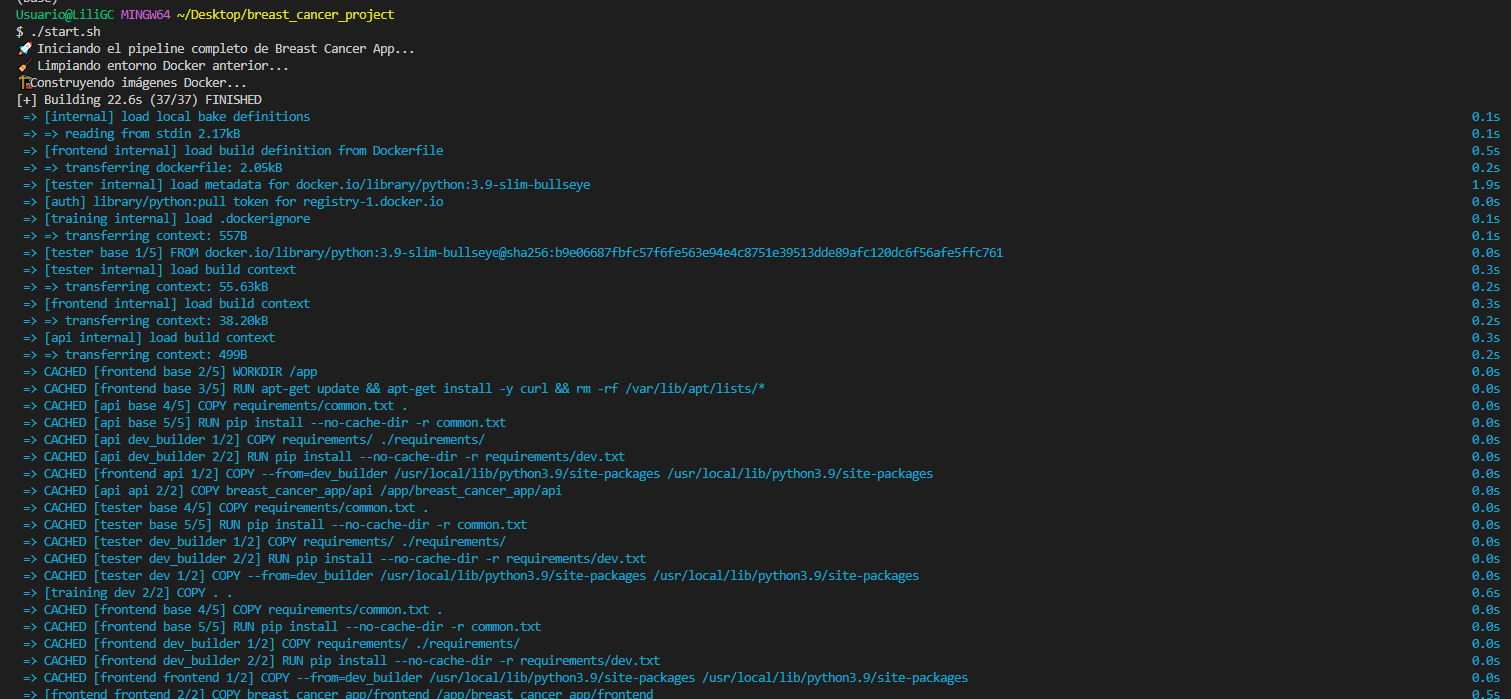 (base)
Usuario@LiliGC MINGW64 ~/Desktop/breast_cancer_project
$ ./start.sh
🚀 Iniciando el pipeline completo de Breast Cancer App...
🧹 Limpiando entorno Docker anterior...
🏗️Construyendo imágenes Docker...
[+] Building 22.6s (37/37) FINISHED
=> [internal] load local bake definitions 0.1s
=> => reading from stdin 2.17kB 0.1s
=> [frontend internal] load build definition from Dockerfile 0.5s
=> => transferring dockerfile: 2.05kB 0.2s
=> [tester internal] load metadata for docker.io/library/python:3.9-slim-bullseye 1.9s
=> [auth] library/python:pull token for registry-1.docker.io 0.0s
=> [training internal] load .dockerignore 0.1s
=> => transferring context: 557B 0.1s
=> [tester base 1/5] FROM docker.io/library/python:3.9-slim-bullseye@sha256:b9e06687fbfc57f6fe563e94e4c8751e39513dde89afc120dc6f56afe5ffc761 0.0s
=> [tester internal] load build context 0.3s
=> => transferring context: 55.63kB 0.2s
=> [frontend internal] load build context 0.3s
=> => transferring context: 38.20kB 0.2s
=> [api internal] load build context 0.3s
=> => transferring context: 499B 0.2s
=> CACHED [frontend base 2/5] WORKDIR /app 0.0s
=> CACHED [frontend base 3/5] RUN apt-get update && apt-get install -y curl && rm -rf /var/lib/apt/lists/* 0.0s
=> CACHED [api base 4/5] COPY requirements/common.txt . 0.0s
=> CACHED [api base 5/5] RUN pip install --no-cache-dir -r common.txt 0.0s
=> CACHED [api dev_builder 1/2] COPY requirements/ ./requirements/ 0.0s
=> CACHED [api dev_builder 2/2] RUN pip install --no-cache-dir -r requirements/dev.txt 0.0s
=> CACHED [frontend api 1/2] COPY --from=dev_builder /usr/local/lib/python3.9/site-packages /usr/local/lib/python3.9/site-packages 0.0s
=> CACHED [api api 2/2] COPY breast_cancer_app/api /app/breast_cancer_app/api 0.0s
=> CACHED [tester base 4/5] COPY requirements/common.txt . 0.0s
=> CACHED [tester base 5/5] RUN pip install --no-cache-dir -r common.txt 0.0s
=> CACHED [tester dev_builder 1/2] COPY requirements/ ./requirements/ 0.0s
=> CACHED [tester dev_builder 2/2] RUN pip install --no-cache-dir -r requirements/dev.txt 0.0s
=> CACHED [tester dev 1/2] COPY --from=dev_builder /usr/local/lib/python3.9/site-packages /usr/local/lib/python3.9/site-packages 0.0s
=> [training dev 2/2] COPY . . 0.6s
=> CACHED [frontend base 4/5] COPY requirements/common.txt . 0.0s
=> CACHED [frontend base 5/5] RUN pip install --no-cache-dir -r common.txt 0.0s
=> CACHED [frontend dev_builder 1/2] COPY requirements/ ./requirements/ 0.0s
=> CACHED [frontend dev_builder 2/2] RUN pip install --no-cache-dir -r requirements/dev.txt 0.0s
=> CACHED [frontend frontend 1/2] COPY --from=dev_builder /usr/local/lib/python3.9/site-packages /usr/local/lib/python3.9/site-packages 0.0s
=> [frontend frontend 2/2] COPY breast_cancer_app/frontend /app/breast_cancer_app/frontend 0.5s